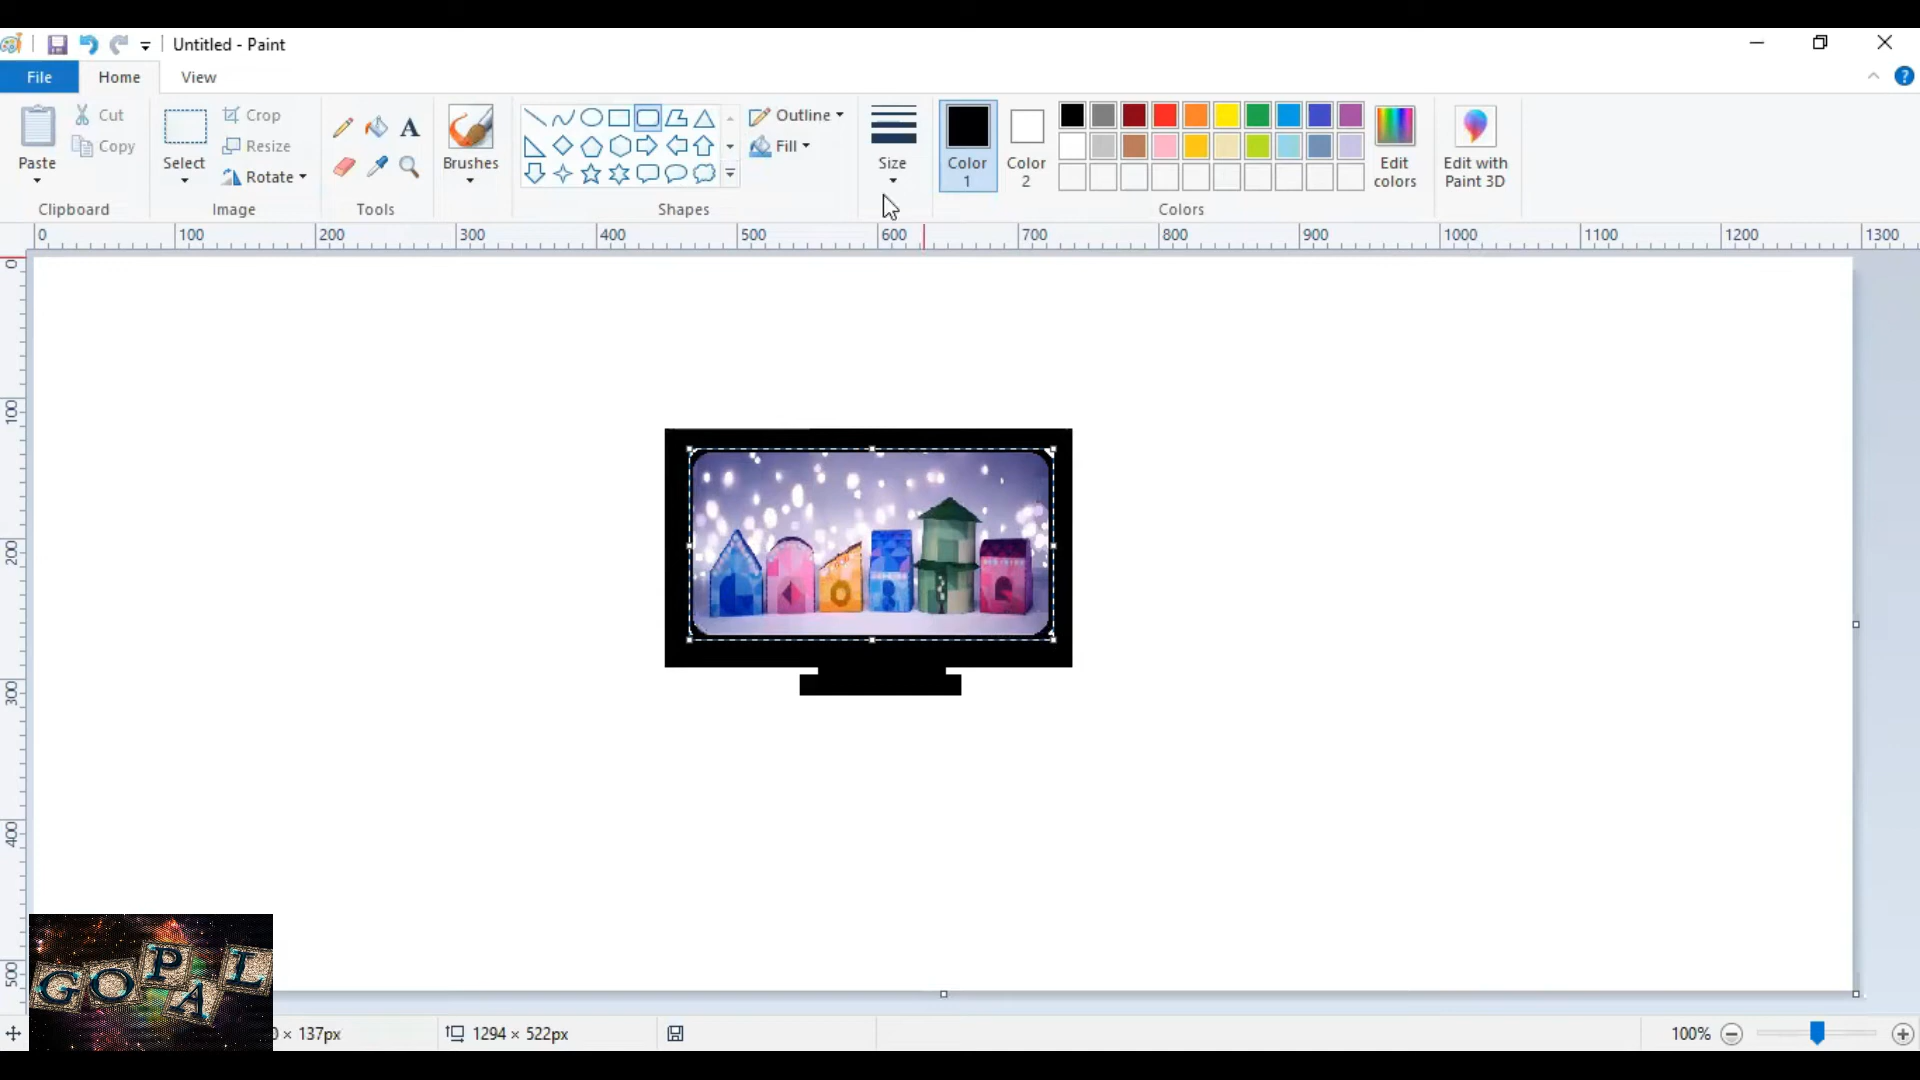 Untitled - Paint
File Home View
Paste
Cut
Copy
Clipboard
Select
Crop
Resize
Rotate
Image
A
Tools
Brushes
Outline
Fill
Shapes
Size
Color 1
Color 2
Edit colors
Colors
Edit with Paint 3D
0 100 200 300 400 500 600 700 800 900 1000 1100 1200 1300
0
100
200
300
400
500
GOPAL
0 × 137px
1294 × 522px
100%